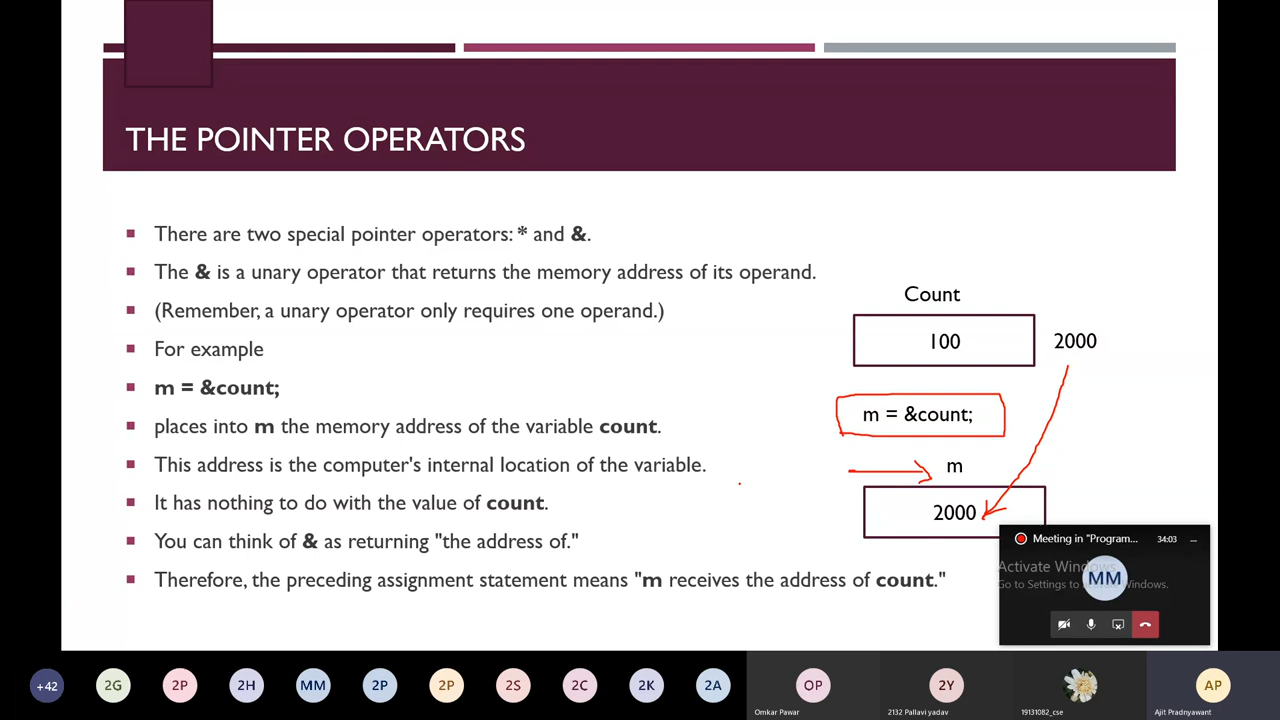 THE POINTER OPERATORS
There are two special pointer operators: * and &.
The & is a unary operator that returns the memory address of its operand.
(Remember, a unary operator only requires one operand.)
For example
m = &count;
places into m the memory address of the variable count.
This address is the computer's internal location of the variable.
It has nothing to do with the value of count.
You can think of & as returning "the address of."
Therefore, the preceding assignment statement means "m receives the address of count."
Count
100
2000
m = &count;
m
2000
Meeting in "Program...
34:03
Activate Windows
Go to Settings to activate Windows.
MM
+42
2G
2P
2H
MM
2P
2P
2S
2C
2K
2A
OP
Omkar Pawar
2Y
2132 Pallavi yadav
19131082_cse
AP
Ajit Pradnyawant